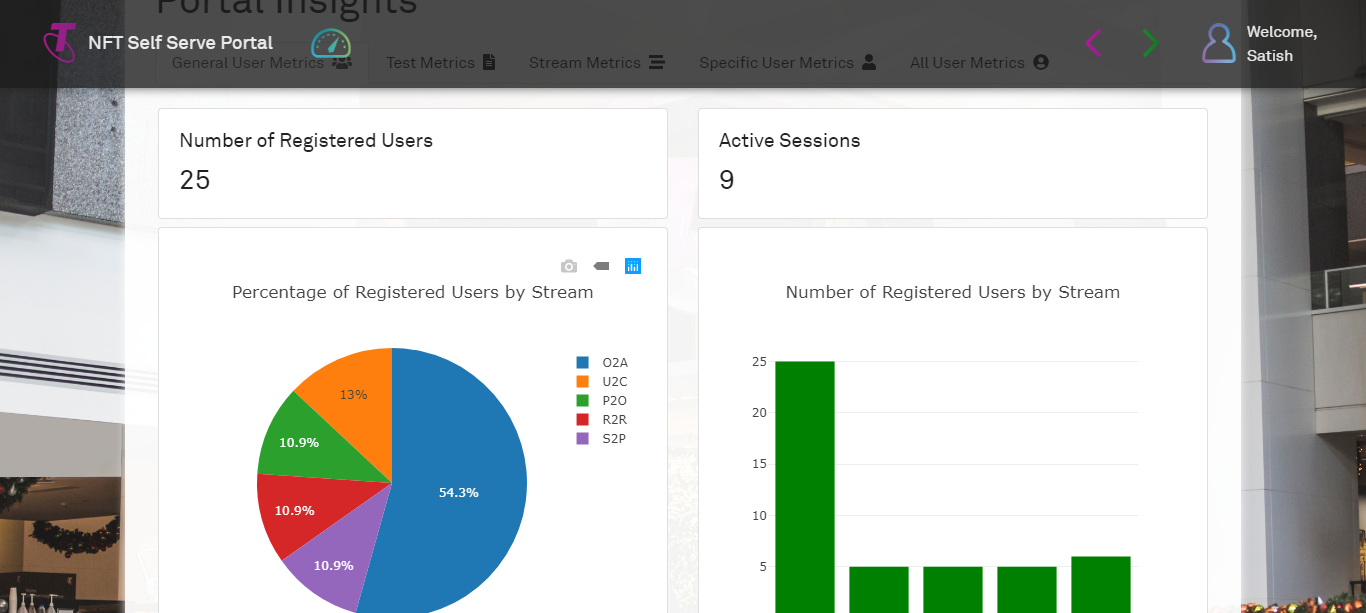 Portal Insights
NFT Self Serve Portal
Welcome,
Satish
General User Metrics
Test Metrics
Stream Metrics
Specific User Metrics
All User Metrics
Number of Registered Users
25
Active Sessions
9
Percentage of Registered Users by Stream
54.3%
13%
10.9%
10.9%
10.9%
O2A
U2C
P2O
R2R
S2P
Number of Registered Users by Stream
25
20
15
10
5